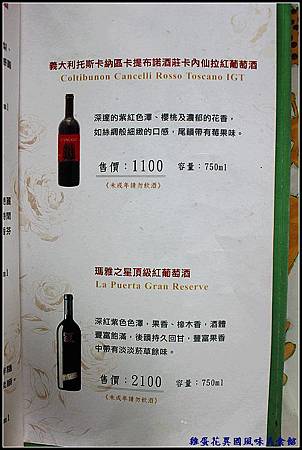 義大利托斯卡納區卡提布諾酒莊卡內仙拉紅葡萄酒
Coltibunon Cancelli Rosso Toscano IGT
深邃的紫紅色澤、櫻桃及濃郁的花香，
如絲綢般細緻的口感，尾韻帶有莓果味。
售價：1100 容量：750ml
《未成年請勿飲酒》
瑪雅之星頂級紅葡萄酒
La Puerta Gran Reserve
深紅紫色色澤，果香、橡木香，酒體
豐富飽滿，後韻持久回甘，豐富果香
中帶有淡淡菸草餘味。
售價：2100 容量：750ml
《未成年請勿飲酒》
雞蛋花異國風味美食館